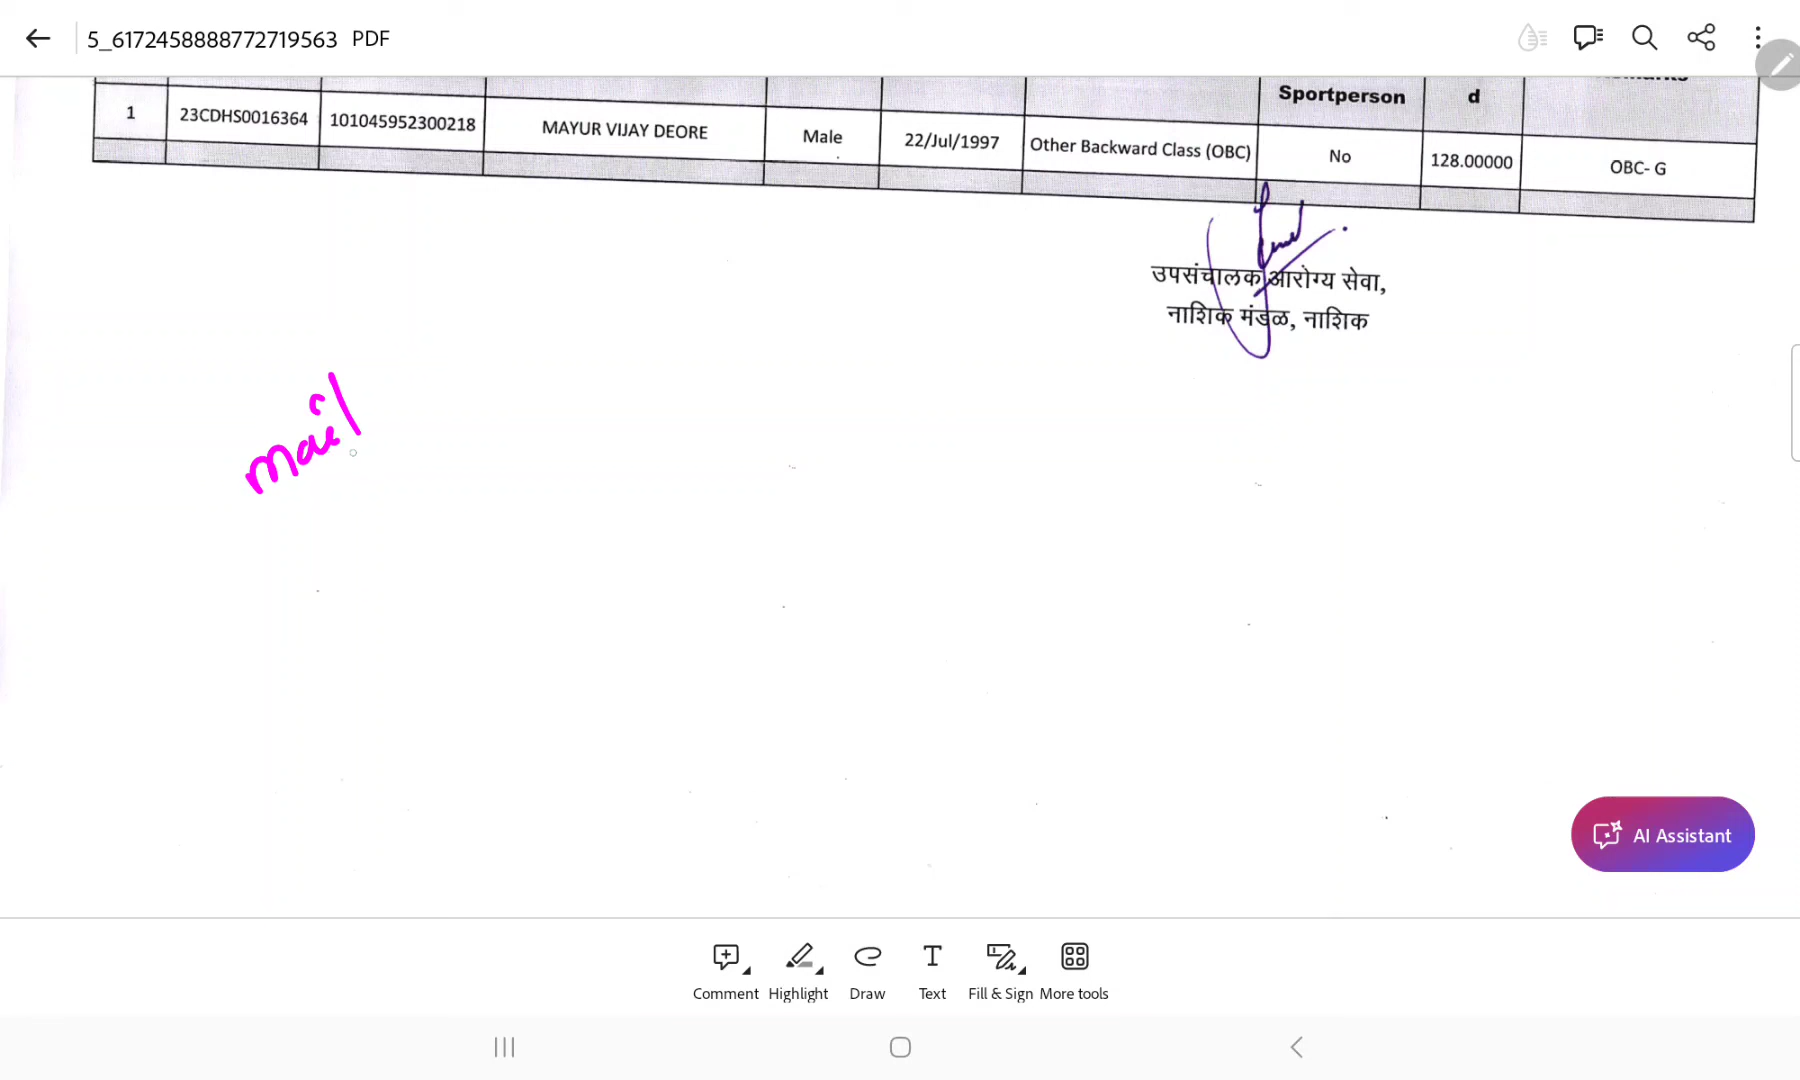 5_6172458888772719563 PDF
Sportperson d
1 23CDHS0016364 101045952300218 MAYUR VIJAY DEORE Male 22/Jul/1997 Other Backward Class (OBC) No 128.00000 OBC- G
उपसंचालक आरोग्य सेवा,
नाशिक मंडळ, नाशिक
mail
AI Assistant
Comment Highlight Draw Text Fill & Sign More tools